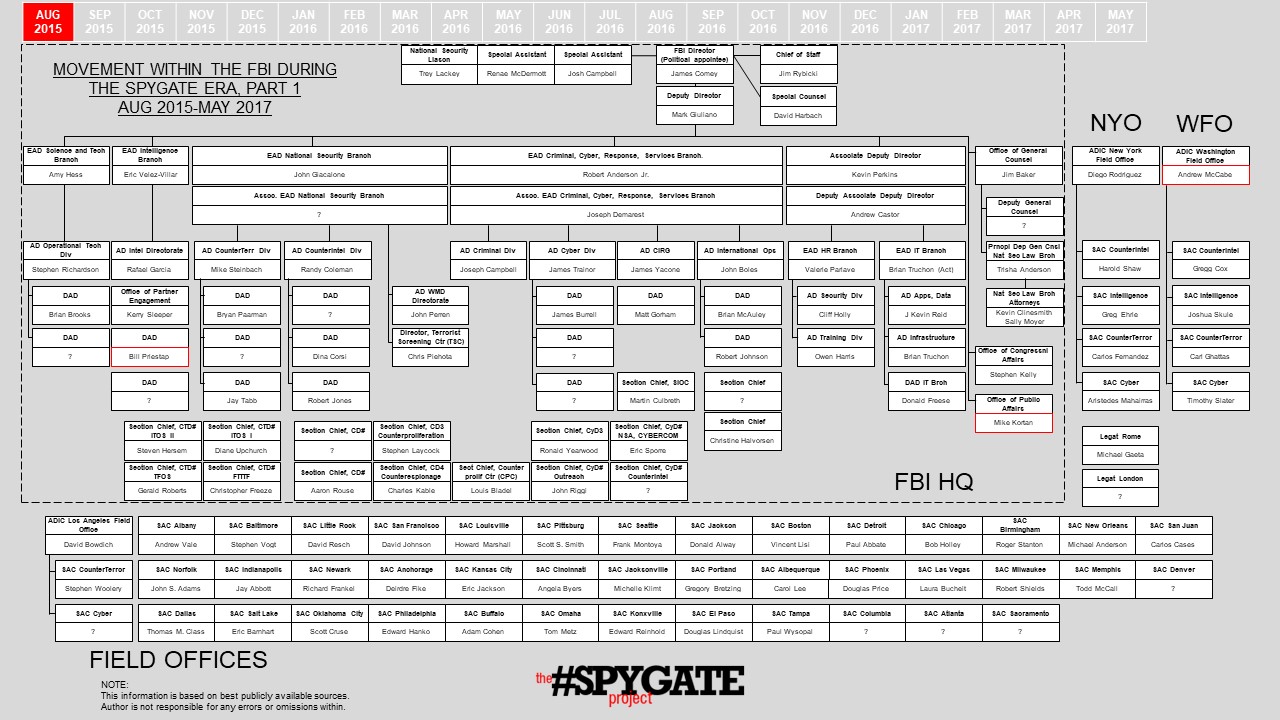 AUG 2015
SEP 2015
OCT 2015
NOV 2015
DEC 2015
JAN 2016
FEB 2016
MAR 2016
APR 2016
MAY 2016
JUN 2016
JUL 2016
AUG 2016
SEP 2016
OCT 2016
NOV 2016
DEC 2016
JAN 2017
FEB 2017
MAR 2017
APR 2017
MAY 2017
MOVEMENT WITHIN THE FBI DURING
THE SPYGATE ERA, PART 1
AUG 2015-MAY 2017
National Security
Liason
Trey Lackey
Special Assistant
Renae McDermott
Special Assistant
Josh Campbell
FBI Director
(Political appointee)
James Comey
Chief of Staff
Jim Rybicki
Deputy Director
Mark Giuliano
Special Counsel
David Harbach
NYO
WFO
EAD Science and Tech
Branch
Amy Hess
EAD Intelligence
Branch
Eric Velez-Villar
EAD National Security Branch
John Giacalone
EAD Criminal, Cyber, Response, Services Branch.
Robert Anderson Jr.
Associate Deputy Director
Kevin Perkins
Office of General
Counsel
Jim Baker
ADIC New York
Field Office
Diego Rodriguez
ADIC Washington
Field Office
Andrew McCabe
Assoc. EAD National Security Branch
?
Assoc. EAD Criminal, Cyber, Response, Services Branch
Joseph Demarest
Deputy Associate Deputy Director
Andrew Castor
Deputy General
Counsel
?
AD Operational Tech
Div
Stephen Richardson
AD Intel Directorate
Rafael Garcia
AD CounterTerr Div
Mike Steinbach
AD Counterintel Div
Randy Coleman
AD Criminal Div
Joseph Campbell
AD Cyber Div
James Trainor
AD CIRG
James Yacone
AD International Ops
John Boles
EAD HR Branch
Valerie Parlave
EAD IT Branch
Brian Truchon (Act)
Prncpl Dep Gen Cnsl
Nat Sec Law Brch
Trisha Anderson
SAC Counterintel
Harold Shaw
SAC Counterintel
Gregg Cox
DAD
Brian Brooks
Office of Partner
Engagement
Kerry Sleeper
DAD
Bryan Paarman
DAD
?
AD WMD
Directorate
John Perren
DAD
James Burrell
DAD
Matt Gorham
DAD
Brian McAuley
AD Security Div
Cliff Holly
AD Apps, Data
J Kevin Reid
Nat Sec Law Brch
Attorneys
Kevin Clinesmith
Sally Moyer
SAC Intelligence
Greg Ehrie
SAC Intelligence
Joshua Skule
DAD
?
DAD
Bill Priestap
DAD
?
DAD
Dina Corsi
Director, Terrorist
Screening Ctr (TSC)
Chris Piehota
DAD
?
DAD
Robert Johnson
AD Training Div
Owen Harris
AD Infrastructure
Brian Truchon
Office of Congressnl
Affairs
Stephen Kelly
SAC CounterTerror
Carlos Fernandez
SAC CounterTerror
Carl Ghattas
DAD
?
DAD
Jay Tabb
DAD
Robert Jones
DAD
?
Section Chief, SIOC
Martin Culbreth
Section Chief
?
DAD IT Brch
Donald Freese
Office of Public
Affairs
Mike Kortan
SAC Cyber
Aristedes Mahairras
SAC Cyber
Timothy Slater
Section Chief, CTD#
ITOS II
Steven Hersem
Section Chief, CTD#
ITOS I
Diane Upchurch
Section Chief, CD#
?
Section Chief, CD3
Counterproliferation
Stephen Laycock
Section Chief, CyD3
Ronald Yearwood
Section Chief, CyD#
NSA, CYBERCOM
Eric Sporre
Section Chief
Christine Halvorsen
Legat Rome
Michael Gaeta
Section Chief, CTD#
TFOS
Gerald Roberts
Section Chief, CTD#
FTTF
Christopher Freeze
Section Chief, CD#
Aaron Rouse
Section Chief, CD4
Counterespionage
Charles Kable
Sect Chief, Counter
prolif Ctr (CPC)
Louis Bladel
Section Chief, CyD#
Outreach
John Riggi
Section Chief, CyD#
Counterintel
?
FBI HQ
Legat London
?
ADIC Los Angeles Field
Office
David Bowdich
SAC Albany
Andrew Vale
SAC Baltimore
Stephen Vogt
SAC Little Rook
David Resch
SAC San Francisco
David Johnson
SAC Louisville
Howard Marshall
SAC Pittsburg
Scott S. Smith
SAC Seattle
Frank Montoya
SAC Jackson
Donald Alway
SAC Boston
Vincent Lisi
SAC Detroit
Paul Abbate
SAC Chicago
Bob Holley
SAC
Birmingham
Roger Stanton
SAC New Orleans
Michael Anderson
SAC San Juan
Carlos Cases
SAC CounterTerror
Stephen Woolery
SAC Norfolk
John S. Adams
SAC Indianapolis
Jay Abbott
SAC Newark
Richard Frankel
SAC Anchorage
Deirdre Fike
SAC Kansas City
Eric Jackson
SAC Cincinatti
Angela Byers
SAC Jacksonville
Michelle Klimt
SAC Portland
Gregory Bretzing
SAC Albequerque
Carol Lee
SAC Phoenix
Douglas Price
SAC Las Vegas
Laura Bucheit
SAC Milwaukee
Robert Shields
SAC Memphis
Todd McCall
SAC Denver
?
SAC Cyber
?
SAC Dallas
Thomas M. Class
SAC Salt Lake
Eric Barnhart
SAC Oklahoma City
Scott Cruse
SAC Philadelphia
Edward Hanko
SAC Buffalo
Adam Cohen
SAC Omaha
Tom Metz
SAC Konxville
Edward Reinhold
SAC El Paso
Douglas Lindquist
SAC Tampa
Paul Wysopal
SAC Columbia
?
SAC Atlanta
?
SAC Sacramento
?
FIELD OFFICES
NOTE:
This information is based on best publicly available sources.
Author is not responsible for any errors or omissions within.
the #SPYGATE
project